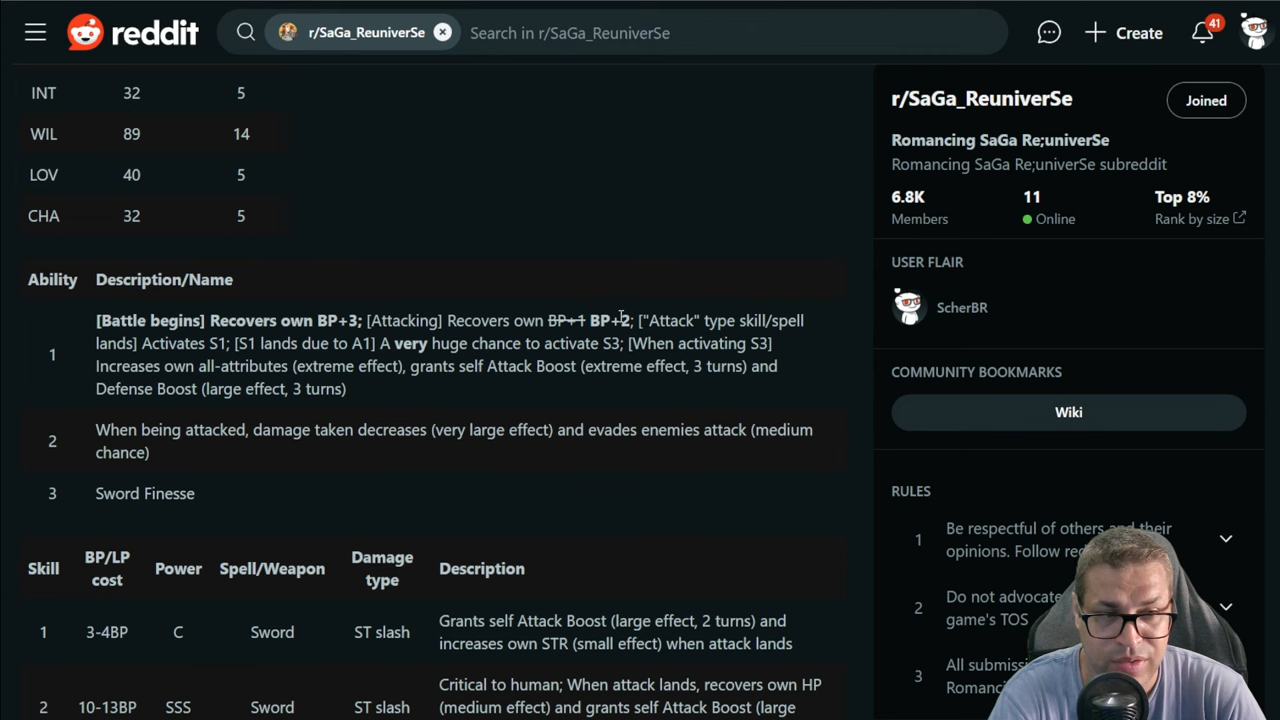 reddit
r/SaGa_ReuniverSe
Search in r/SaGa_ReuniverSe
Create
41
INT 32 5
WIL 89 14
LOV 40 5
CHA 32 5
Ability Description/Name
1
[Battle begins] Recovers own BP+3; [Attacking] Recovers own BP+1 BP+2; ["Attack" type skill/spell
lands] Activates S1; [S1 lands due to A1] A very huge chance to activate S3; [When activating S3]
Increases own all-attributes (extreme effect), grants self Attack Boost (extreme effect, 3 turns) and
Defense Boost (large effect, 3 turns)
2
When being attacked, damage taken decreases (very large effect) and evades enemies attack (medium
chance)
3 Sword Finesse
Skill
BP/LP
cost
Power
Spell/Weapon
Damage
type
Description
1 3-4BP C Sword ST slash
Grants self Attack Boost (large effect, 2 turns) and
increases own STR (small effect) when attack lands
2 10-13BP SSS Sword ST slash
Critical to human; When attack lands, recovers own HP
(medium effect) and grants self Attack Boost (large
r/SaGa_ReuniverSe
Joined
Romancing SaGa Re;univerSe
Romancing SaGa Re;univerSe subreddit
6.8K 11 Top 8%
Members Online Rank by size
USER FLAIR
ScherBR
COMMUNITY BOOKMARKS
Wiki
RULES
1
Be respectful of others and their
opinions. Follow
2
Do not advocate
game's TOS
3
All